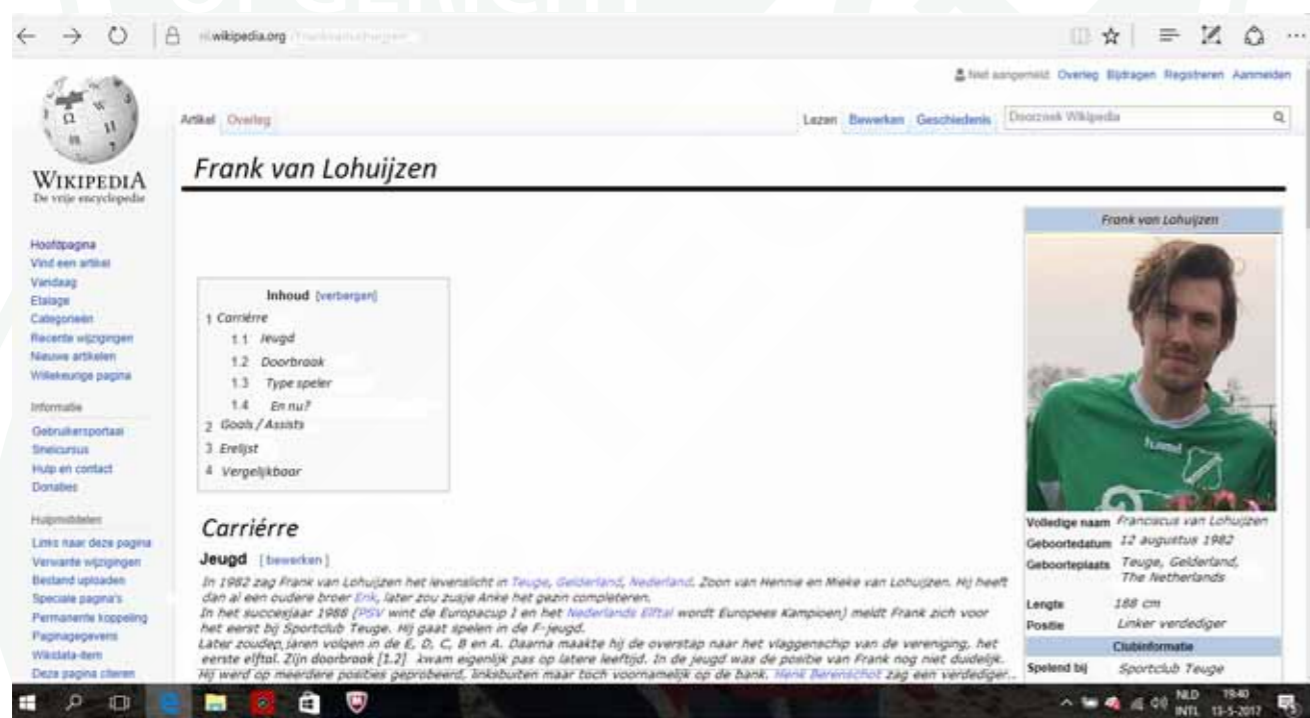 nl.wikipedia.org
Niet aangemeld Overleg Bijdragen Registreren Aanmelden
Artikel Overleg
Lezen Bewerken Geschiedenis Doorzoek Wikipedia
WIKIPEDIA
De vrije encyclopedie
Frank van Lohuijzen
Hoofdpagina
Vind een artikel
Vandaag
Etalage
Categorieën
Recente wijzigingen
Nieuwe artikelen
Willekeurige pagina
Informatie
Gebruikersportaal
Snelcursus
Hulp en contact
Donaties
Hulpmiddelen
Links naar deze pagina
Verwante wijzigingen
Bestand uploaden
Speciale pagina's
Permanente koppeling
Paginagegevens
Wikidata-item
Deze pagina citeren
Inhoud [verbergen]
1 Carriérre
1.1 Jeugd
1.2 Doorbraak
1.3 Type speler
1.4 En nu?
2 Goals / Assists
3 Erelijst
4 Vergelijkbaar
Carriérre
Jeugd [bewerken]
In 1982 zag Frank van Lohuijzen het levenslicht in Teuge, Gelderland, Nederland. Zoon van Hennie en Mieke van Lohuijzen. Hij heeft
dan al een oudere broer Erik, later zou zusje Anke het gezin completeren.
In het succesjaar 1988 (PSV wint de Europacup I en het Nederlands Elftal wordt Europees Kampioen) meldt Frank zich voor
het eerst bij Sportclub Teuge. Hij gaat spelen in de F-jeugd.
Later zouden jaren volgen in de E, D, C, B en A. Daarna maakte hij de overstap naar het vlaggenschip van de verenging, het
eerste elftal. Zijn doorbraak [1.2] kwam eigenlijk pas op latere leeftijd. In de jeugd was de positie van Frank nog niet duidelijk.
Hij werd op meerdere posities geprobeerd, linksbuiten maar toch voornamelijk op de bank. Henk Berenschot zag een verdediger...
Frank van Lohuijzen
hummel
Volledige naam Franciscus van Lohuijzen
Geboortedatum 12 augustus 1982
Geboorteplaats Teuge, Gelderland,
The Netherlands
Lengte 188 cm
Positie Linker verdediger
Clubinformatie
Spelend bij Sportclub Teuge
NLD 19:40
INTL 13-5-2017